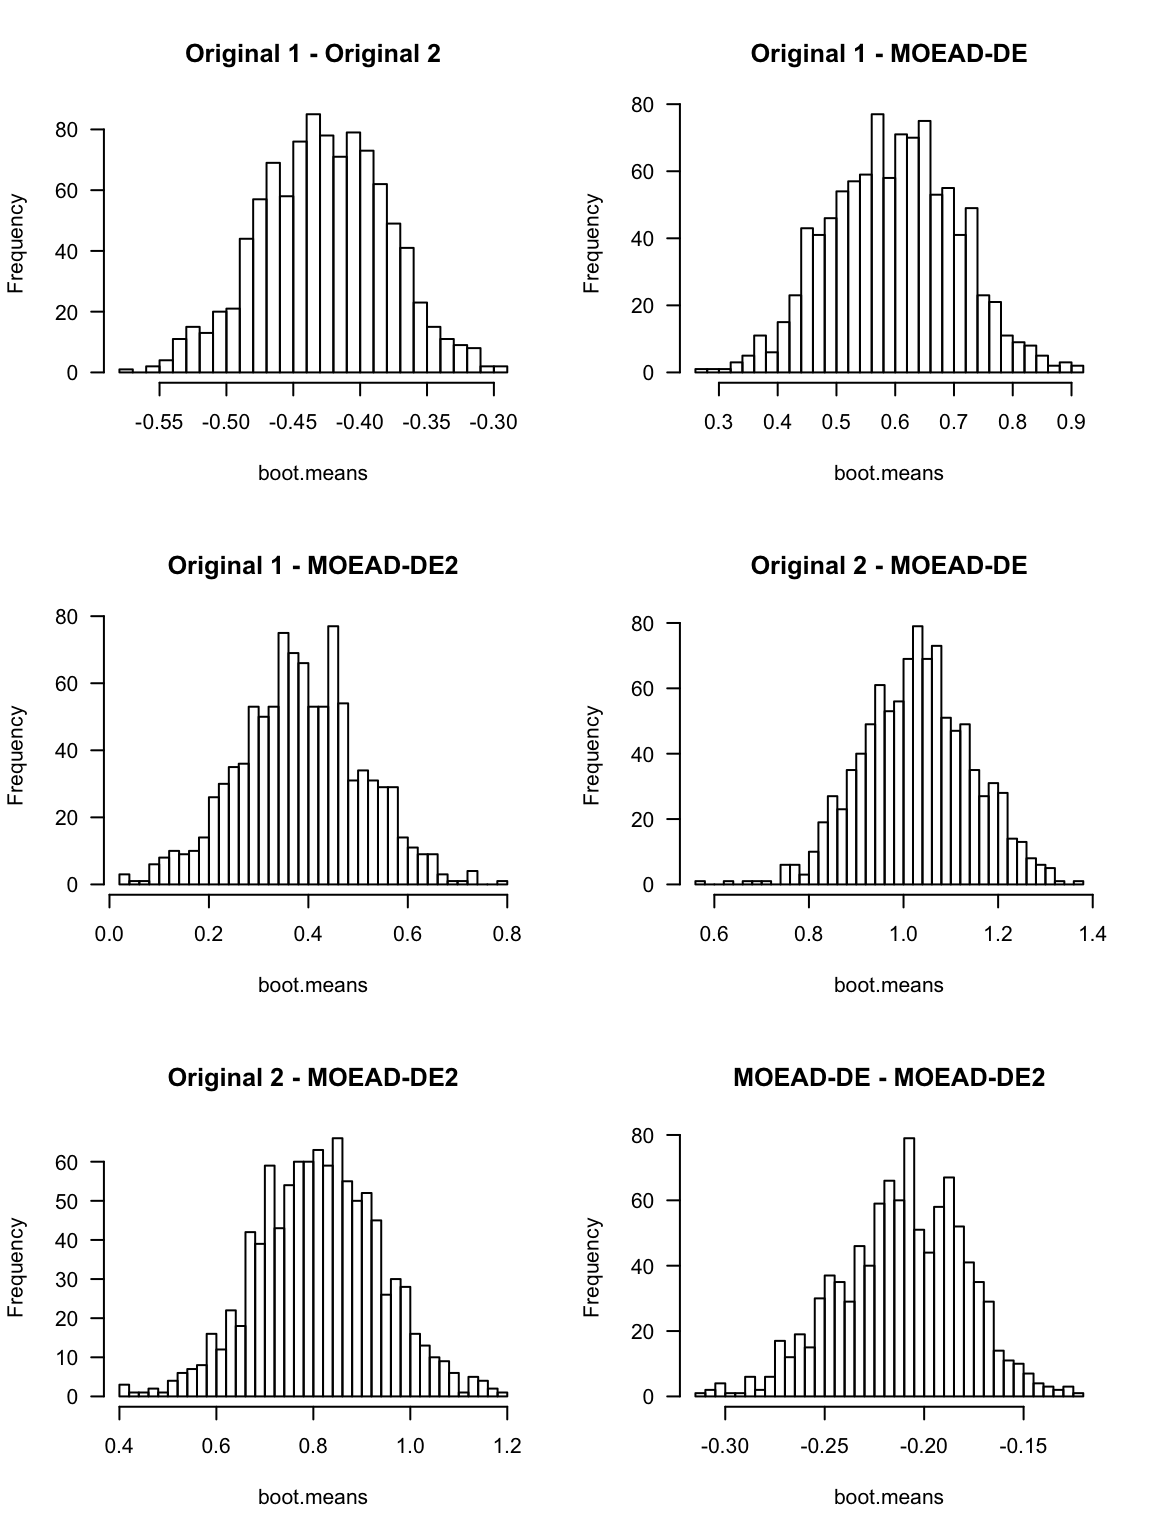 Original 1 - Original 2
Frequency
80
60
40
20
0
-0.55 -0.50 -0.45 -0.40 -0.35 -0.30
boot.means
Original 1 - MOEAD-DE
Frequency
80
60
40
20
0
0.3 0.4 0.5 0.6 0.7 0.8 0.9
boot.means
Original 1 - MOEAD-DE2
Frequency
80
60
40
20
0
0.0 0.2 0.4 0.6 0.8
boot.means
Original 2 - MOEAD-DE
Frequency
80
60
40
20
0
0.6 0.8 1.0 1.2 1.4
boot.means
Original 2 - MOEAD-DE2
Frequency
60
50
40
30
20
10
0
0.4 0.6 0.8 1.0 1.2
boot.means
MOEAD-DE - MOEAD-DE2
Frequency
80
60
40
20
0
-0.30 -0.25 -0.20 -0.15
boot.means